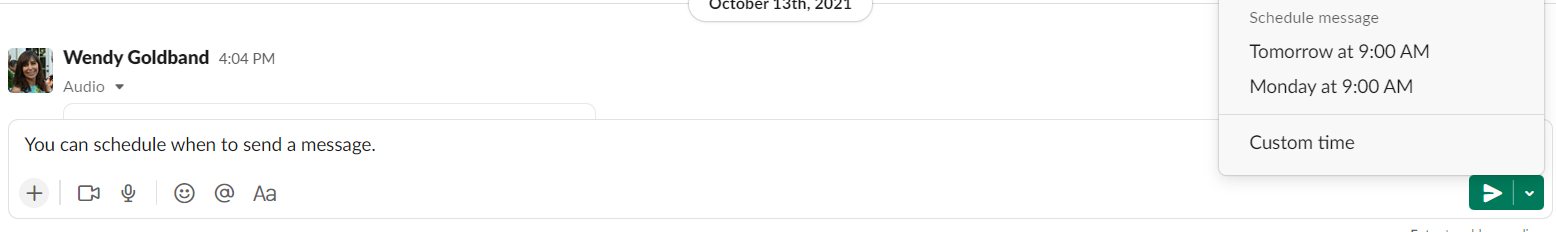 October 13th, 2021
Schedule message
Wendy Goldband 4:04 PM
Tomorrow at 9:00 AM
Audio
Monday at 9:00 AM
You can schedule when to send a message.
Custom time
Aa